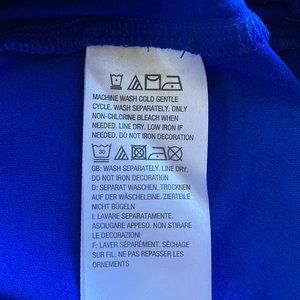 MACHINE WASH COLD GENTLE
CYCLE. WASH SEPARATELY. ONLY
NON-CHLORINE BLEACH WHEN
NEEDED. LINE DRY. LOW IRON IF
NEEDED. DO NOT IRON DECORATION
30
GB: WASH SEPARATELY. LINE DRY.
DO NOT IRON DECORATION
D: SEPARAT WASCHEN. TROCKNEN
AUF DER WÄSCHELEINE. ZIERTEILE
NICHT BÜGELN
I: LAVARE SEPARATAMENTE.
ASCIUGARE APPESO. NON STIRARE
LE DECORAZIONI
F: LAVER SÉPARÉMENT. SÉCHAGE
SUR FIL. NE PAS REPASSER LES
ORNEMENTS